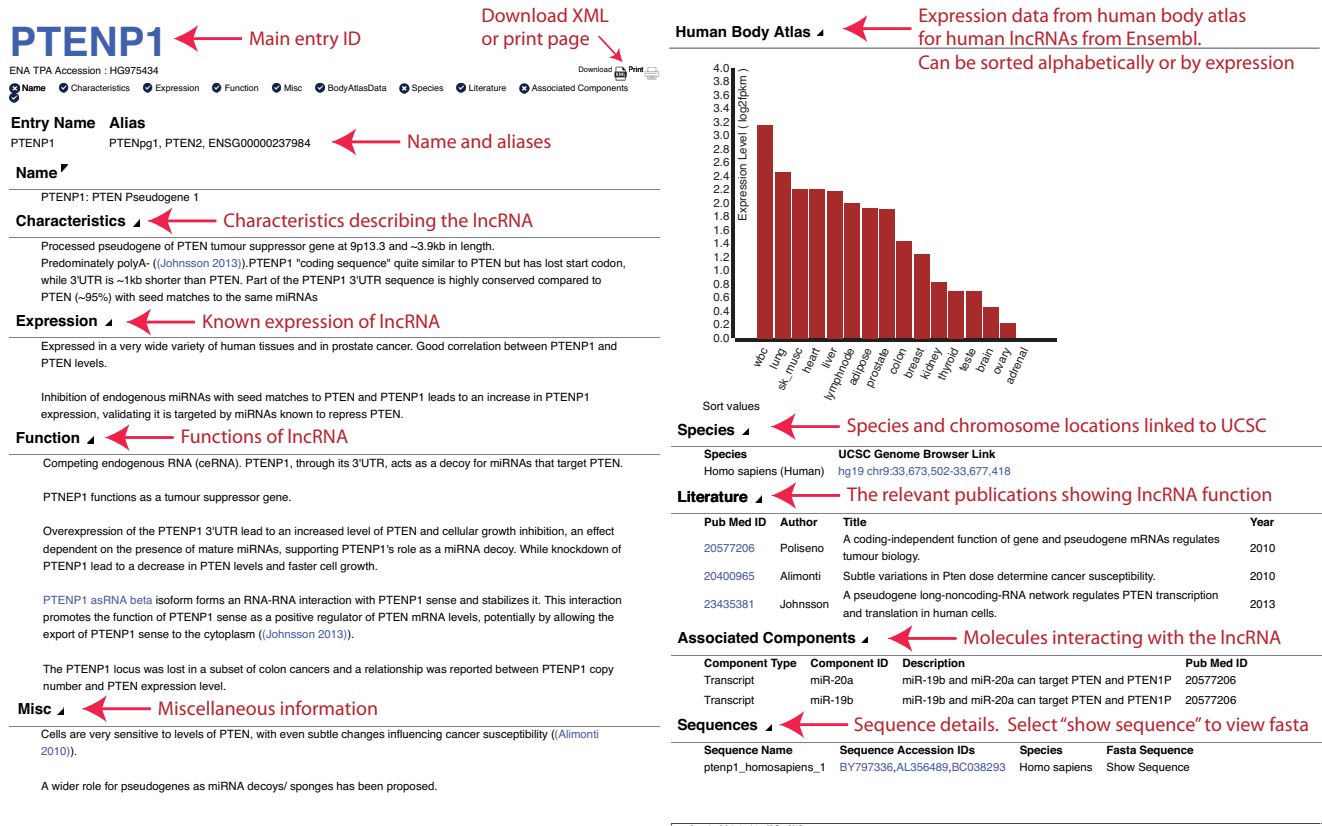 PTENP1
Main entry ID
Download XML
or print page
ENA TPA Accession : HG975434
Download XML Print
Name Characteristics Expression Function Misc BodyAtlasData Species Literature Associated Components
Entry Name Alias
PTENP1 PTENpg1, PTEN2, ENSG00000237984
Name and aliases
Name
PTENP1: PTEN Pseudogene 1
Characteristics
Characteristics describing the lncRNA
Processed pseudogene of PTEN tumour suppressor gene at 9p13.3 and ~3.9kb in length.
Predominately polyA- ((Johnsson 2013)).PTENP1 "coding sequence" quite similar to PTEN but has lost start codon,
while 3'UTR is ~1kb shorter than PTEN. Part of the PTENP1 3'UTR sequence is highly conserved compared to
PTEN (~95%) with seed matches to the same miRNAs
Expression
Known expression of lncRNA
Expressed in a very wide variety of human tissues and in prostate cancer. Good correlation between PTENP1 and
PTEN levels.
Inhibition of endogenous miRNAs with seed matches to PTEN and PTENP1 leads to an increase in PTENP1
expression, validating it is targeted by miRNAs known to repress PTEN.
Function
Functions of lncRNA
Competing endogenous RNA (ceRNA). PTENP1, through its 3'UTR, acts as a decoy for miRNAs that target PTEN.
PTNEP1 functions as a tumour suppressor gene.
Overexpression of the PTENP1 3'UTR lead to an increased level of PTEN and cellular growth inhibition, an effect
dependent on the presence of mature miRNAs, supporting PTENP1's role as a miRNA decoy. While knockdown of
PTENP1 lead to a decrease in PTEN levels and faster cell growth.
PTENP1 asRNA beta isoform forms an RNA-RNA interaction with PTENP1 sense and stabilizes it. This interaction
promotes the function of PTENP1 sense as a positive regulator of PTEN mRNA levels, potentially by allowing the
export of PTENP1 sense to the cytoplasm ((Johnsson 2013)).
The PTENP1 locus was lost in a subset of colon cancers and a relationship was reported between PTENP1 copy
number and PTEN expression level.
Misc
Miscellaneous information
Cells are very sensitive to levels of PTEN, with even subtle changes influencing cancer susceptibility ((Alimonti
2010)).
A wider role for pseudogenes as miRNA decoys/ sponges has been proposed.
Human Body Atlas
Expression data from human body atlas
for human lncRNAs from Ensembl.
Can be sorted alphabetically or by expression
4.0
3.8
3.6
3.4
3.2
3.0
2.8
2.6
2.4
2.2
2.0
1.8
1.6
1.4
1.2
1.0
0.8
0.6
0.4
0.2
0.0
Expression Level ( log2fpkm )
wbc
lung
sk_musc
heart
liver
lymphnode
adipose
prostate
colon
breast
kidney
thyroid
teste
brain
ovary
adrenal
Sort values
Species
Species and chromosome locations linked to UCSC
Species UCSC Genome Browser Link
Homo sapiens (Human) hg19 chr9:33,673,502-33,677,418
Literature
The relevant publications showing lncRNA function
Pub Med ID Author Title Year
20577206 Poliseno A coding-independent function of gene and pseudogene mRNAs regulates 2010
tumour biology.
20400965 Alimonti Subtle variations in Pten dose determine cancer susceptibility. 2010
23435381 Johnsson A pseudogene long-noncoding-RNA network regulates PTEN transcription 2013
and translation in human cells.
Associated Components
Molecules interacting with the lncRNA
Component Type Component ID Description Pub Med ID
Transcript miR-20a miR-19b and miR-20a can target PTEN and PTEN1P 20577206
Transcript miR-19b miR-19b and miR-20a can target PTEN and PTEN1P 20577206
Sequences
Sequence details. Select “show sequence” to view fasta
Sequence Name Sequence Accession IDs Species Fasta Sequence
ptenp1_homosapiens_1 BY797336,AL356489,BC038293 Homo sapiens Show Sequence